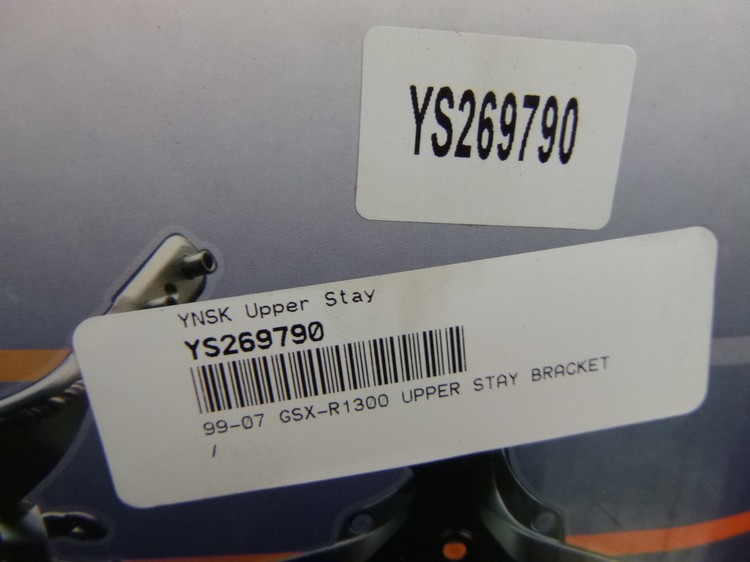 YS269790
YNSK Upper Stay
YS269790
99-07 GSX-R1300 UPPER STAY BRACKET
/